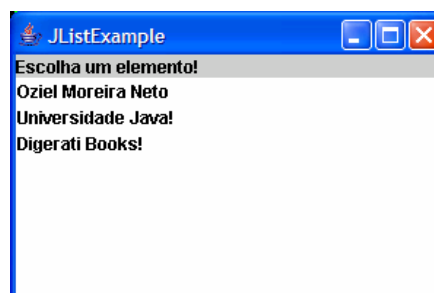 JListExample
Escolha um elemento!
Oziel Moreira Neto
Universidade Java!
Digerati Books!